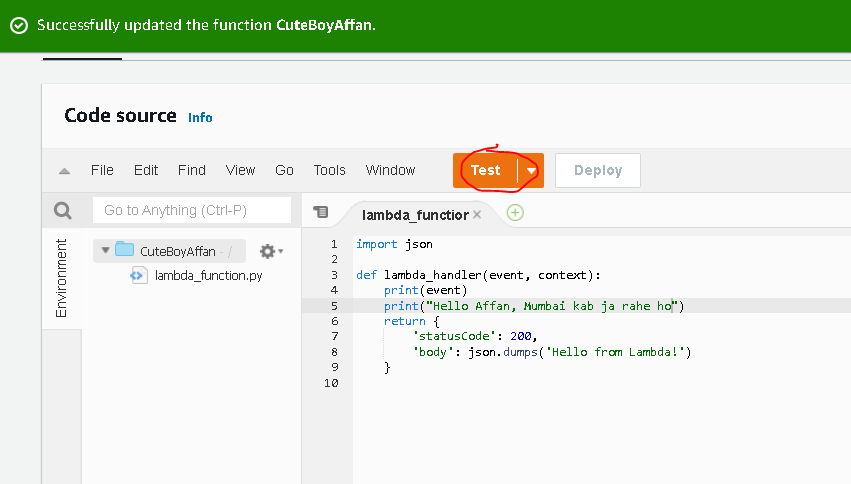 Successfully updated the function CuteBoyAffan.
Code source Info
File Edit Find View Go Tools Window Test Deploy
Go to Anything (Ctrl-P)
lambda_function
Environment
CuteBoyAffan - /
lambda_function.py
1 import json
2
3 def lambda_handler(event, context):
4 print(event)
5 print("Hello Affan, Mumbai kab ja rahe ho")
6 return {
7 'statusCode': 200,
8 'body': json.dumps('Hello from Lambda!')
9 }
10